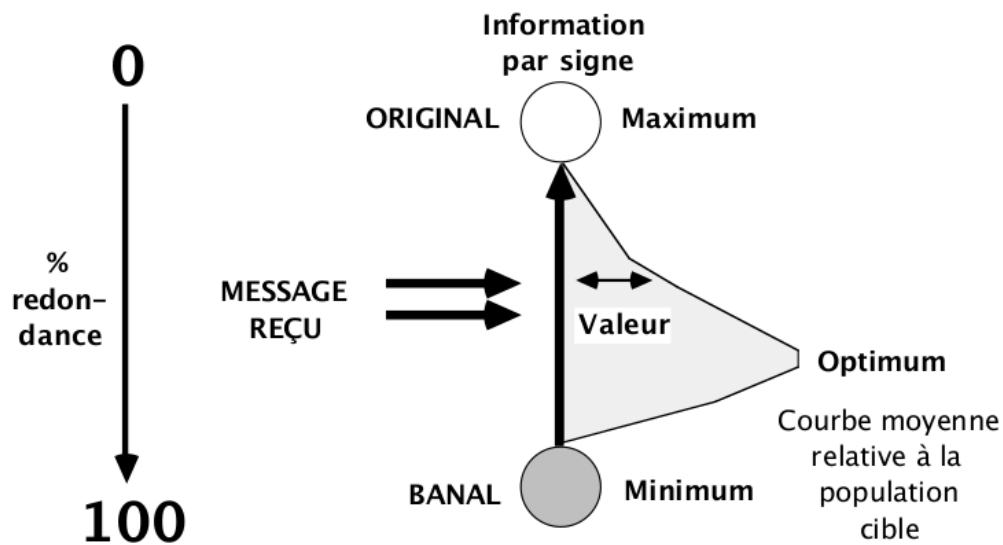 Information
par signe
0
ORIGINAL
Maximum
%
redon-
dance
MESSAGE
REÇU
Valeur
Optimum
Courbe moyenne
relative à la
population
cible
BANAL
Minimum
100